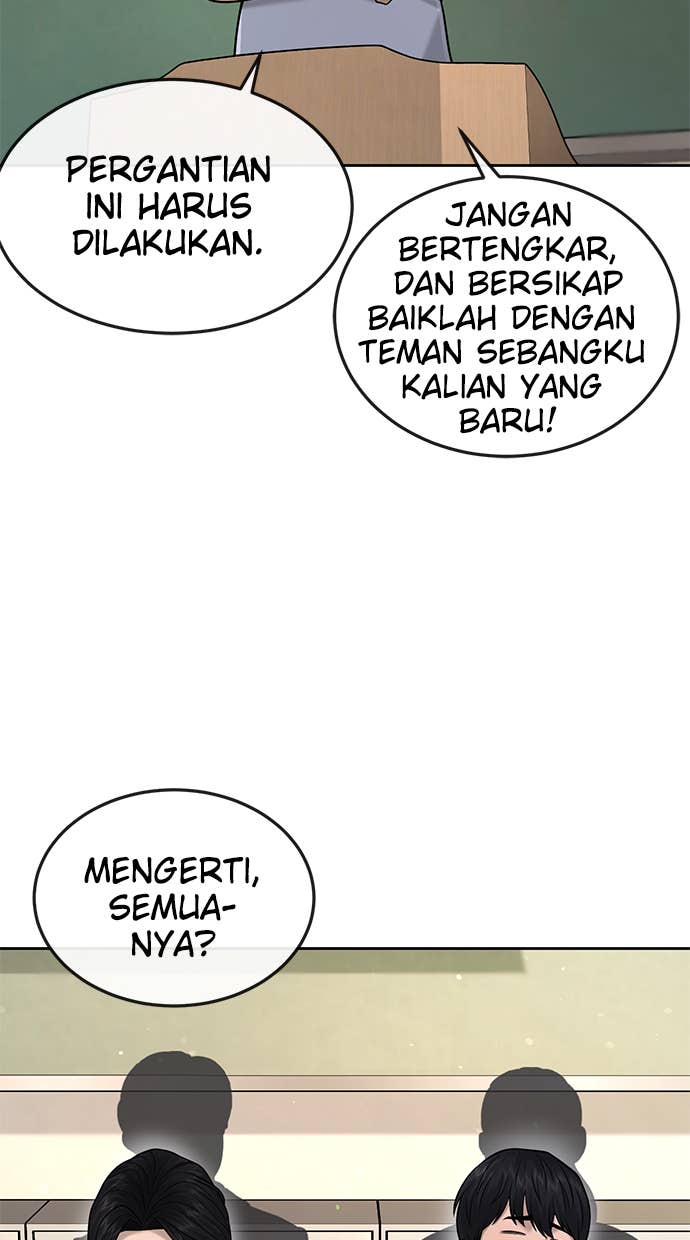 PERGANTIAN
INI HARUS
DILAKUKAN.
JANGAN
BERTENGKAR,
DAN BERSIKAP
BAIKLAH DENGAN
TEMAN SEBANGKU
KALIAN YANG
BARU!
MENGERTI,
SEMUA-
NYA?